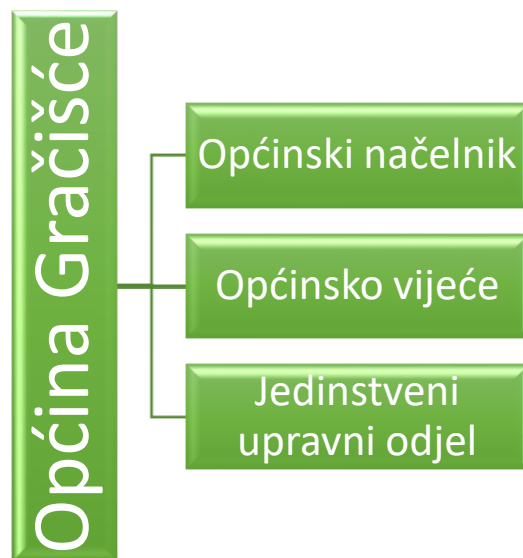 Općina Gračišće
Općinski načelnik
Općinsko vijeće
Jedinstveni
upravni odjel